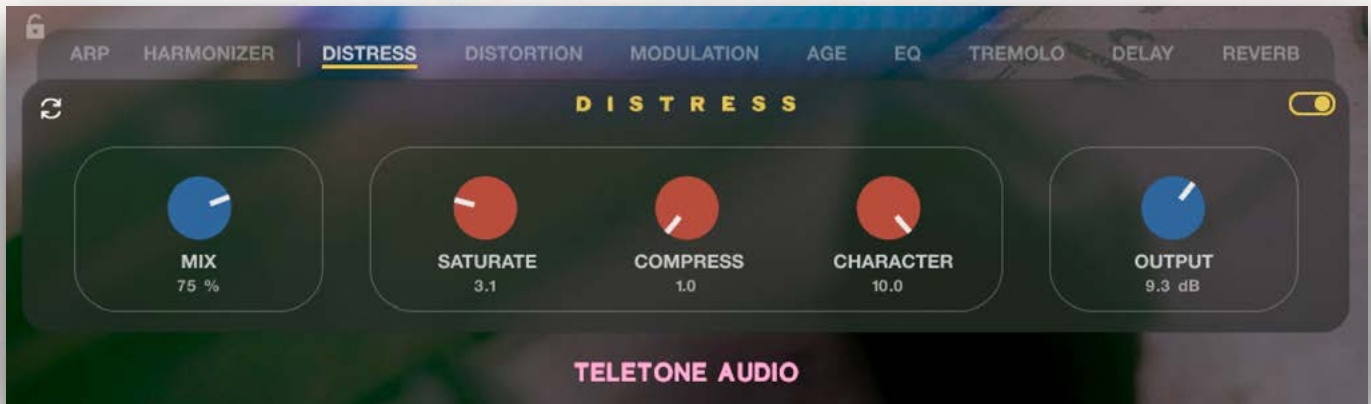 ARP HARMONIZER DISTRESS DISTORTION MODULATION AGE EQ TREMOLO DELAY REVERB
DISTRESS
MIX SATURATE COMPRESS CHARACTER OUTPUT
75 % 3.1 1.0 10.0 9.3 dB
TELETONE AUDIO